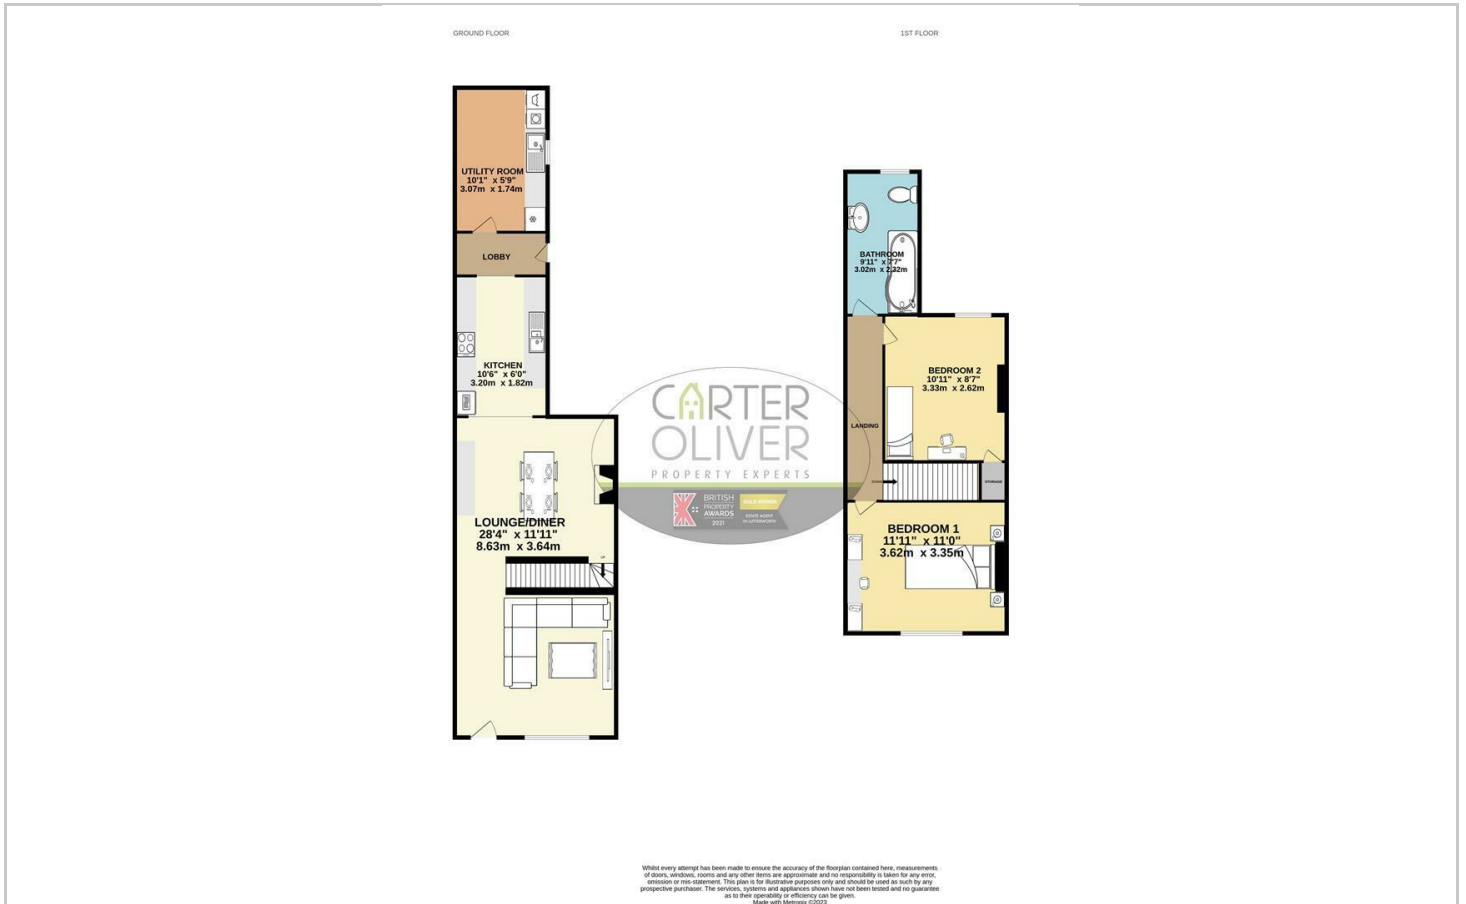 GROUND FLOOR
1ST FLOOR
UTILITY ROOM
10'1" x 5'9"
3.07m x 1.74m
LOBBY
KITCHEN
10'6" x 6'0"
3.20m x 1.82m
LOUNGE/DINER
28'4" x 11'11"
8.63m x 3.64m
UP
BATHROOM
9'11" x 7'7"
3.02m x 2.32m
BEDROOM 2
10'11" x 8'7"
3.33m x 2.62m
LANDING
DOWN
STORAGE
BEDROOM 1
11'11" x 11'0"
3.62m x 3.35m
CARTER
OLIVER
PROPERTY EXPERTS
BRITISH
PROPERTY
AWARDS
2021
GOLD WINNER
ESTATE AGENT
IN LUTTERWORTH
Whilst every attempt has been made to ensure the accuracy of the floorplan contained here, measurements
of doors, windows, rooms and any other items are approximate and no responsibility is taken for any error,
omission or mis-statement. This plan is for illustrative purposes only and should be used as such by any
prospective purchaser. The services, systems and appliances shown have not been tested and no guarantee
as to their operability or efficiency can be given.
Made with Metropix ©2023